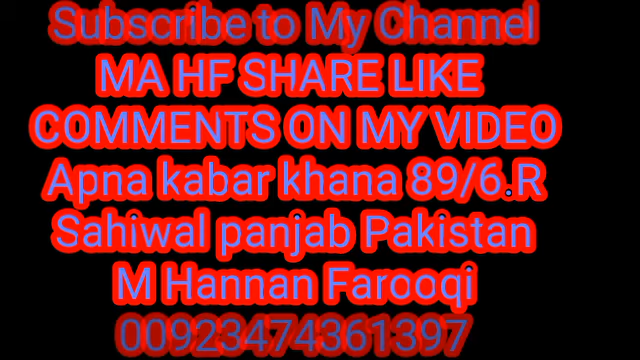 Subscribe to My Channel
MA HF SHARE LIKE
COMMENTS ON MY VIDEO
Apna kabar khana 89/6.R
Sahiwal panjab Pakistan
M Hannan Farooqi
00923474361397